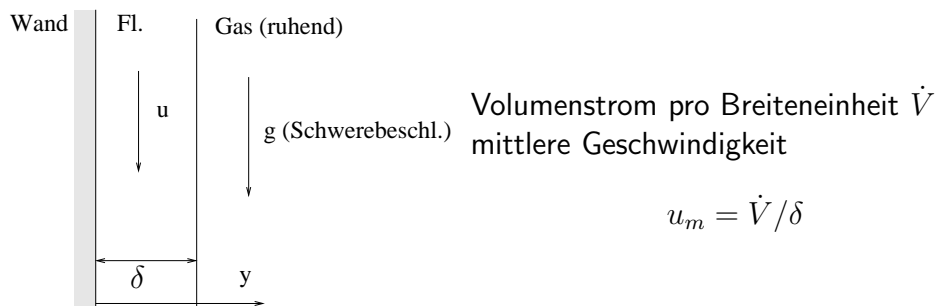 Wand Fl. Gas (ruhend)
u
g (Schwerebeschl.)
δ y
Volumenstrom pro Breiteneinheit V̇
mittlere Geschwindigkeit
u_m = V̇/δ